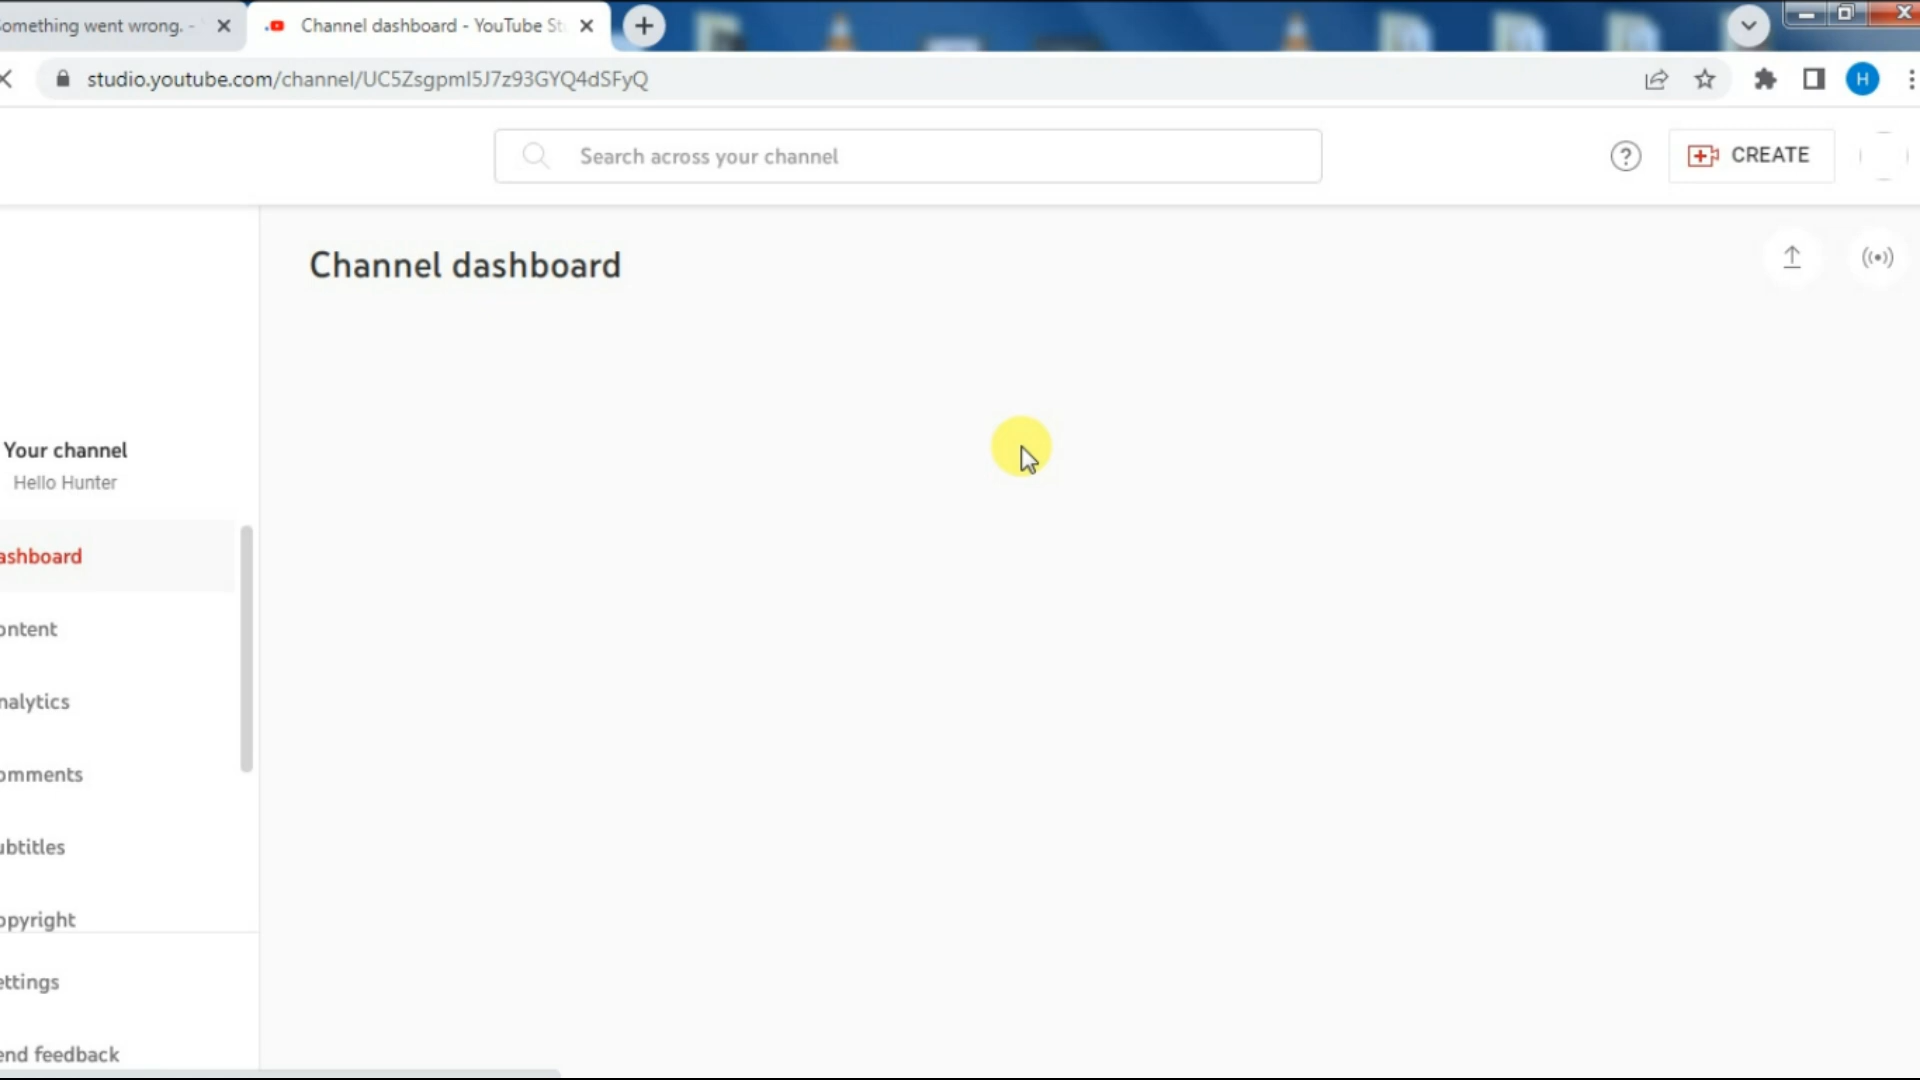 omething went wrong. -
Channel dashboard - YouTube St
studio.youtube.com/channel/UC5ZsgpmI5J7z93GYQ4dSFyQ
H
Search across your channel
CREATE
Channel dashboard
Your channel
Hello Hunter
ashboard
ontent
nalytics
omments
ubtitles
opyright
ettings
end feedback